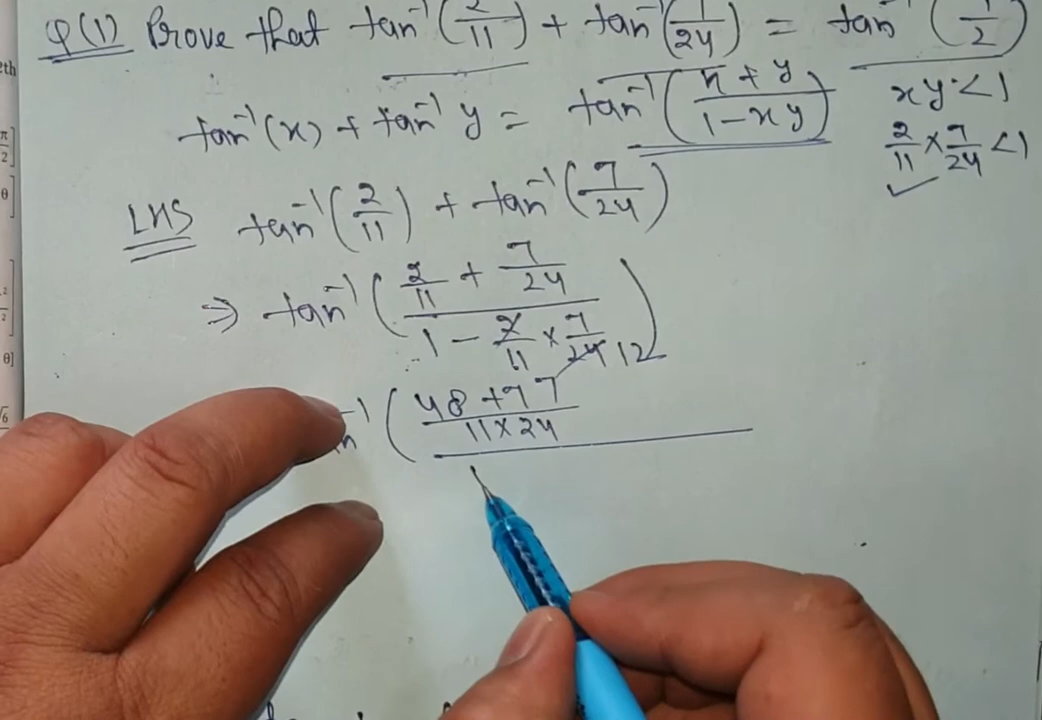 Q(1) Prove that tan⁻¹(2/11) + tan⁻¹(7/24) = tan⁻¹(1/2)
tan⁻¹(x) + tan⁻¹ y = tan⁻¹((x + y)/(1 - xy))
xy < 1
2/11 × 7/24 < 1 ✓
LHS tan⁻¹(2/11) + tan⁻¹(7/24)
⇒ tan⁻¹((2/11 + 7/24)/(1 - 2/11 × 7/24 12))
(48 + 77
11 × 24